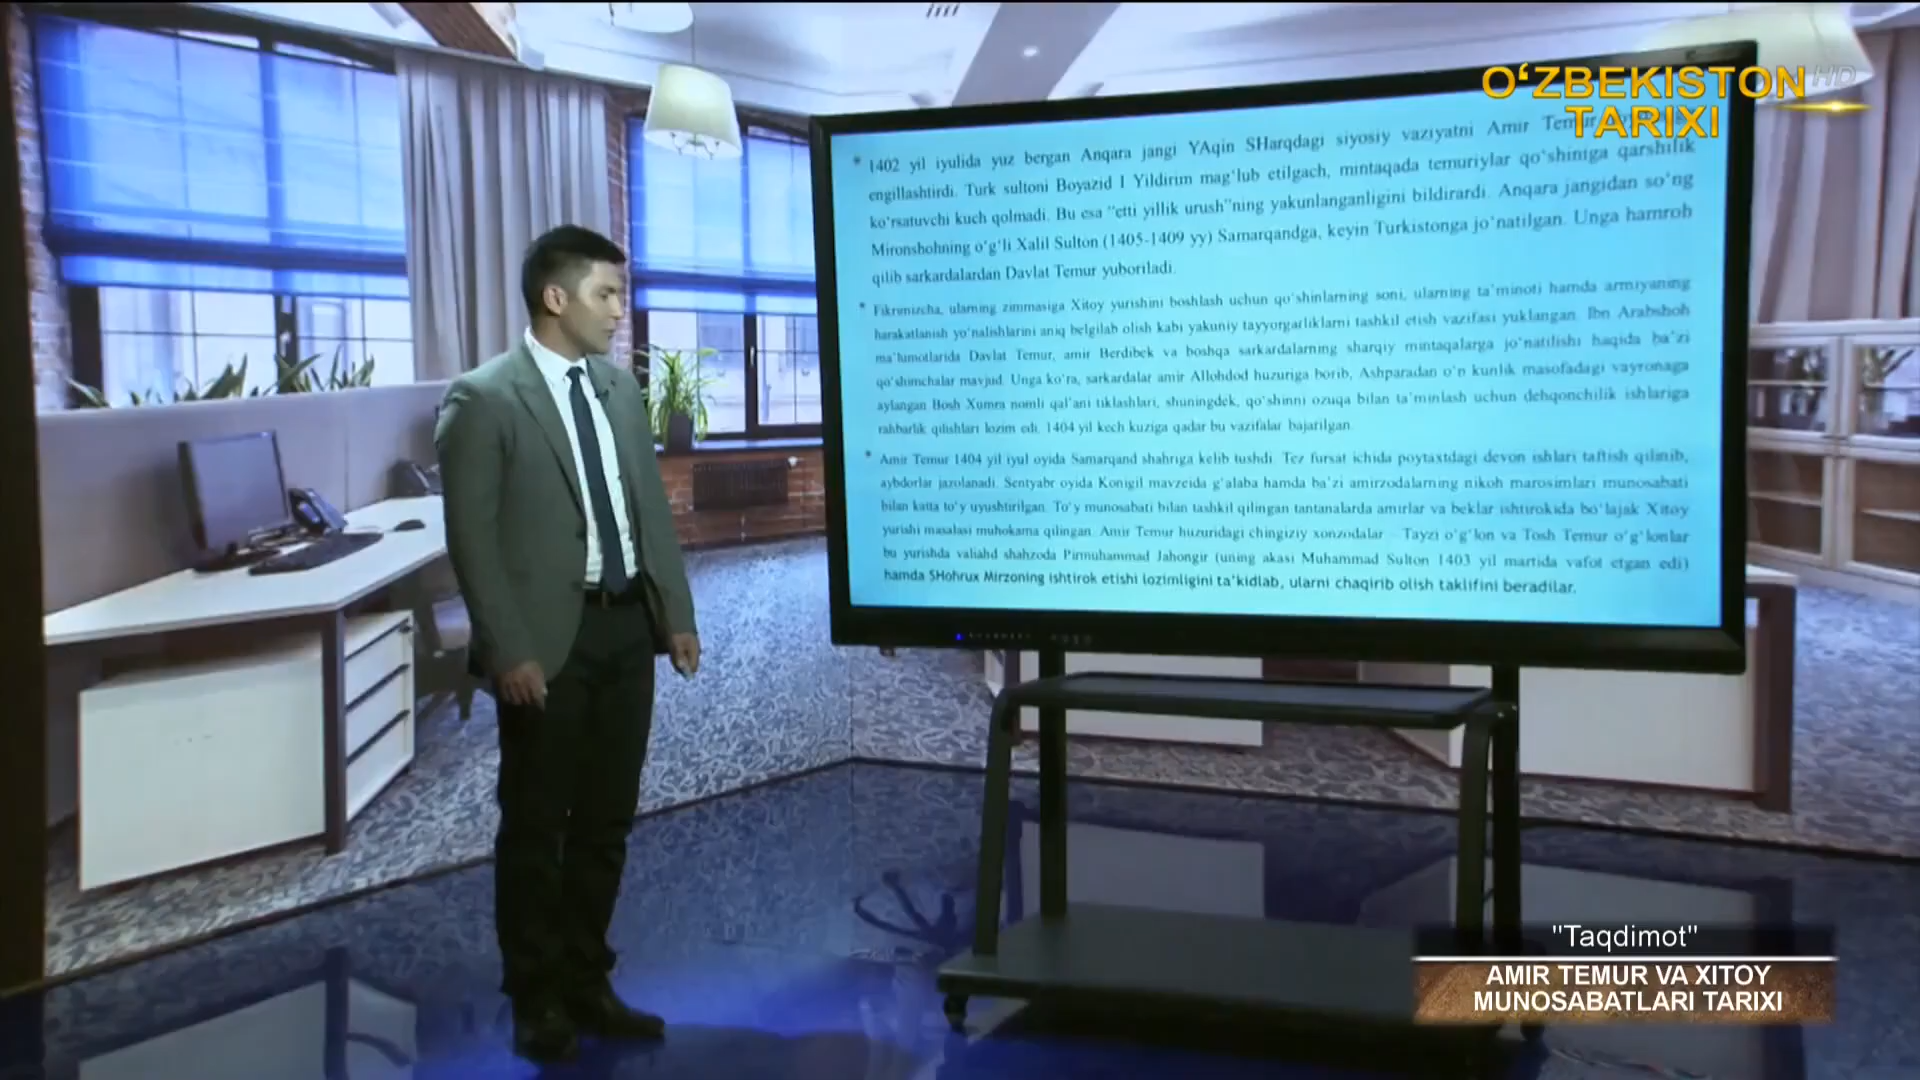 O‘ZBEKISTON HD
TARIXI
* 1402 yil iyulida yuz bergan Anqara jangi YAqin SHarqdagi siyosiy vaziyatni Amir Temur
engillashtirdi. Turk sultoni Boyazid I Yildirim mag‘lub etilgach, mintaqada temuriylar qo‘shiniga qarshilik
ko‘rsatuvchi kuch qolmadi. Bu esa "etti yillik urush"ning yakunlanganligini bildirardi. Anqara jangidan so‘ng
Mironshohning o‘g‘li Xalil Sulton (1405-1409 yy) Samarqandga, keyin Turkistonga jo‘natilgan. Unga hamroh
qilib sarkardalardan Davlat Temur yuboriladi.
* Fikrimizcha, ularning zimmasiga Xitoy yurishini boshlash uchun qo‘shinlarning soni, ularning ta’minoti hamda armiyaning
harakatlanish yo‘nalishlarini aniq belgilab olish kabi yakuniy tayyorgarliklarni tashkil etish vazifasi yuklangan. Ibn Arabshoh
ma’lumotlarida Davlat Temur, amir Berdibek va boshqa sarkardalarning sharqiy mintaqalarga jo‘natilishi haqida ba’zi
qo‘shimchalar mavjud. Unga ko‘ra, sarkardalar amir Allohdod huzuriga borib, Ashparadan o‘n kunlik masofadagi vayronaga
aylangan Bosh Xumra nomli qal’ani tiklashlari, shuningdek, qo‘shinni ozuqa bilan ta’minlash uchun dehqonchilik ishlariga
rahbarlik qilishlari lozim edi. 1404 yil kech kuziga qadar bu vazifalar bajarilgan.
* Amir Temur 1404 yil iyul oyida Samarqand shahriga kelib tushdi. Tez fursat ichida poytaxtdagi devon ishlari taftish qilinib,
aybdorlar jazolanadi. Sentyabr oyida Konigil mavzeida g‘alaba hamda ba’zi amirzodalarning nikoh marosimlari munosabati
bilan katta to‘y uyushtirilgan. To‘y munosabati bilan tashkil qilingan tantanalarda amirlar va beklar ishtirokida bo‘lajak Xitoy
yurishi masalasi muhokama qilingan. Amir Temur huzuridagi chingiziy xonzodalar - Tayzi o‘g‘lon va Tosh Temur o‘g‘lonlar
bu yurishda valiahd shahzoda Pirmuhammad Jahongir (uning akasi Muhammad Sulton 1403 yil martida vafot etgan edi)
hamda SHohrux Mirzoning ishtirok etishi lozimligini ta’kidlab, ularni chaqirib olish taklifini beradilar.
"Taqdimot"
AMIR TEMUR VA XITOY
MUNOSABATLARI TARIXI